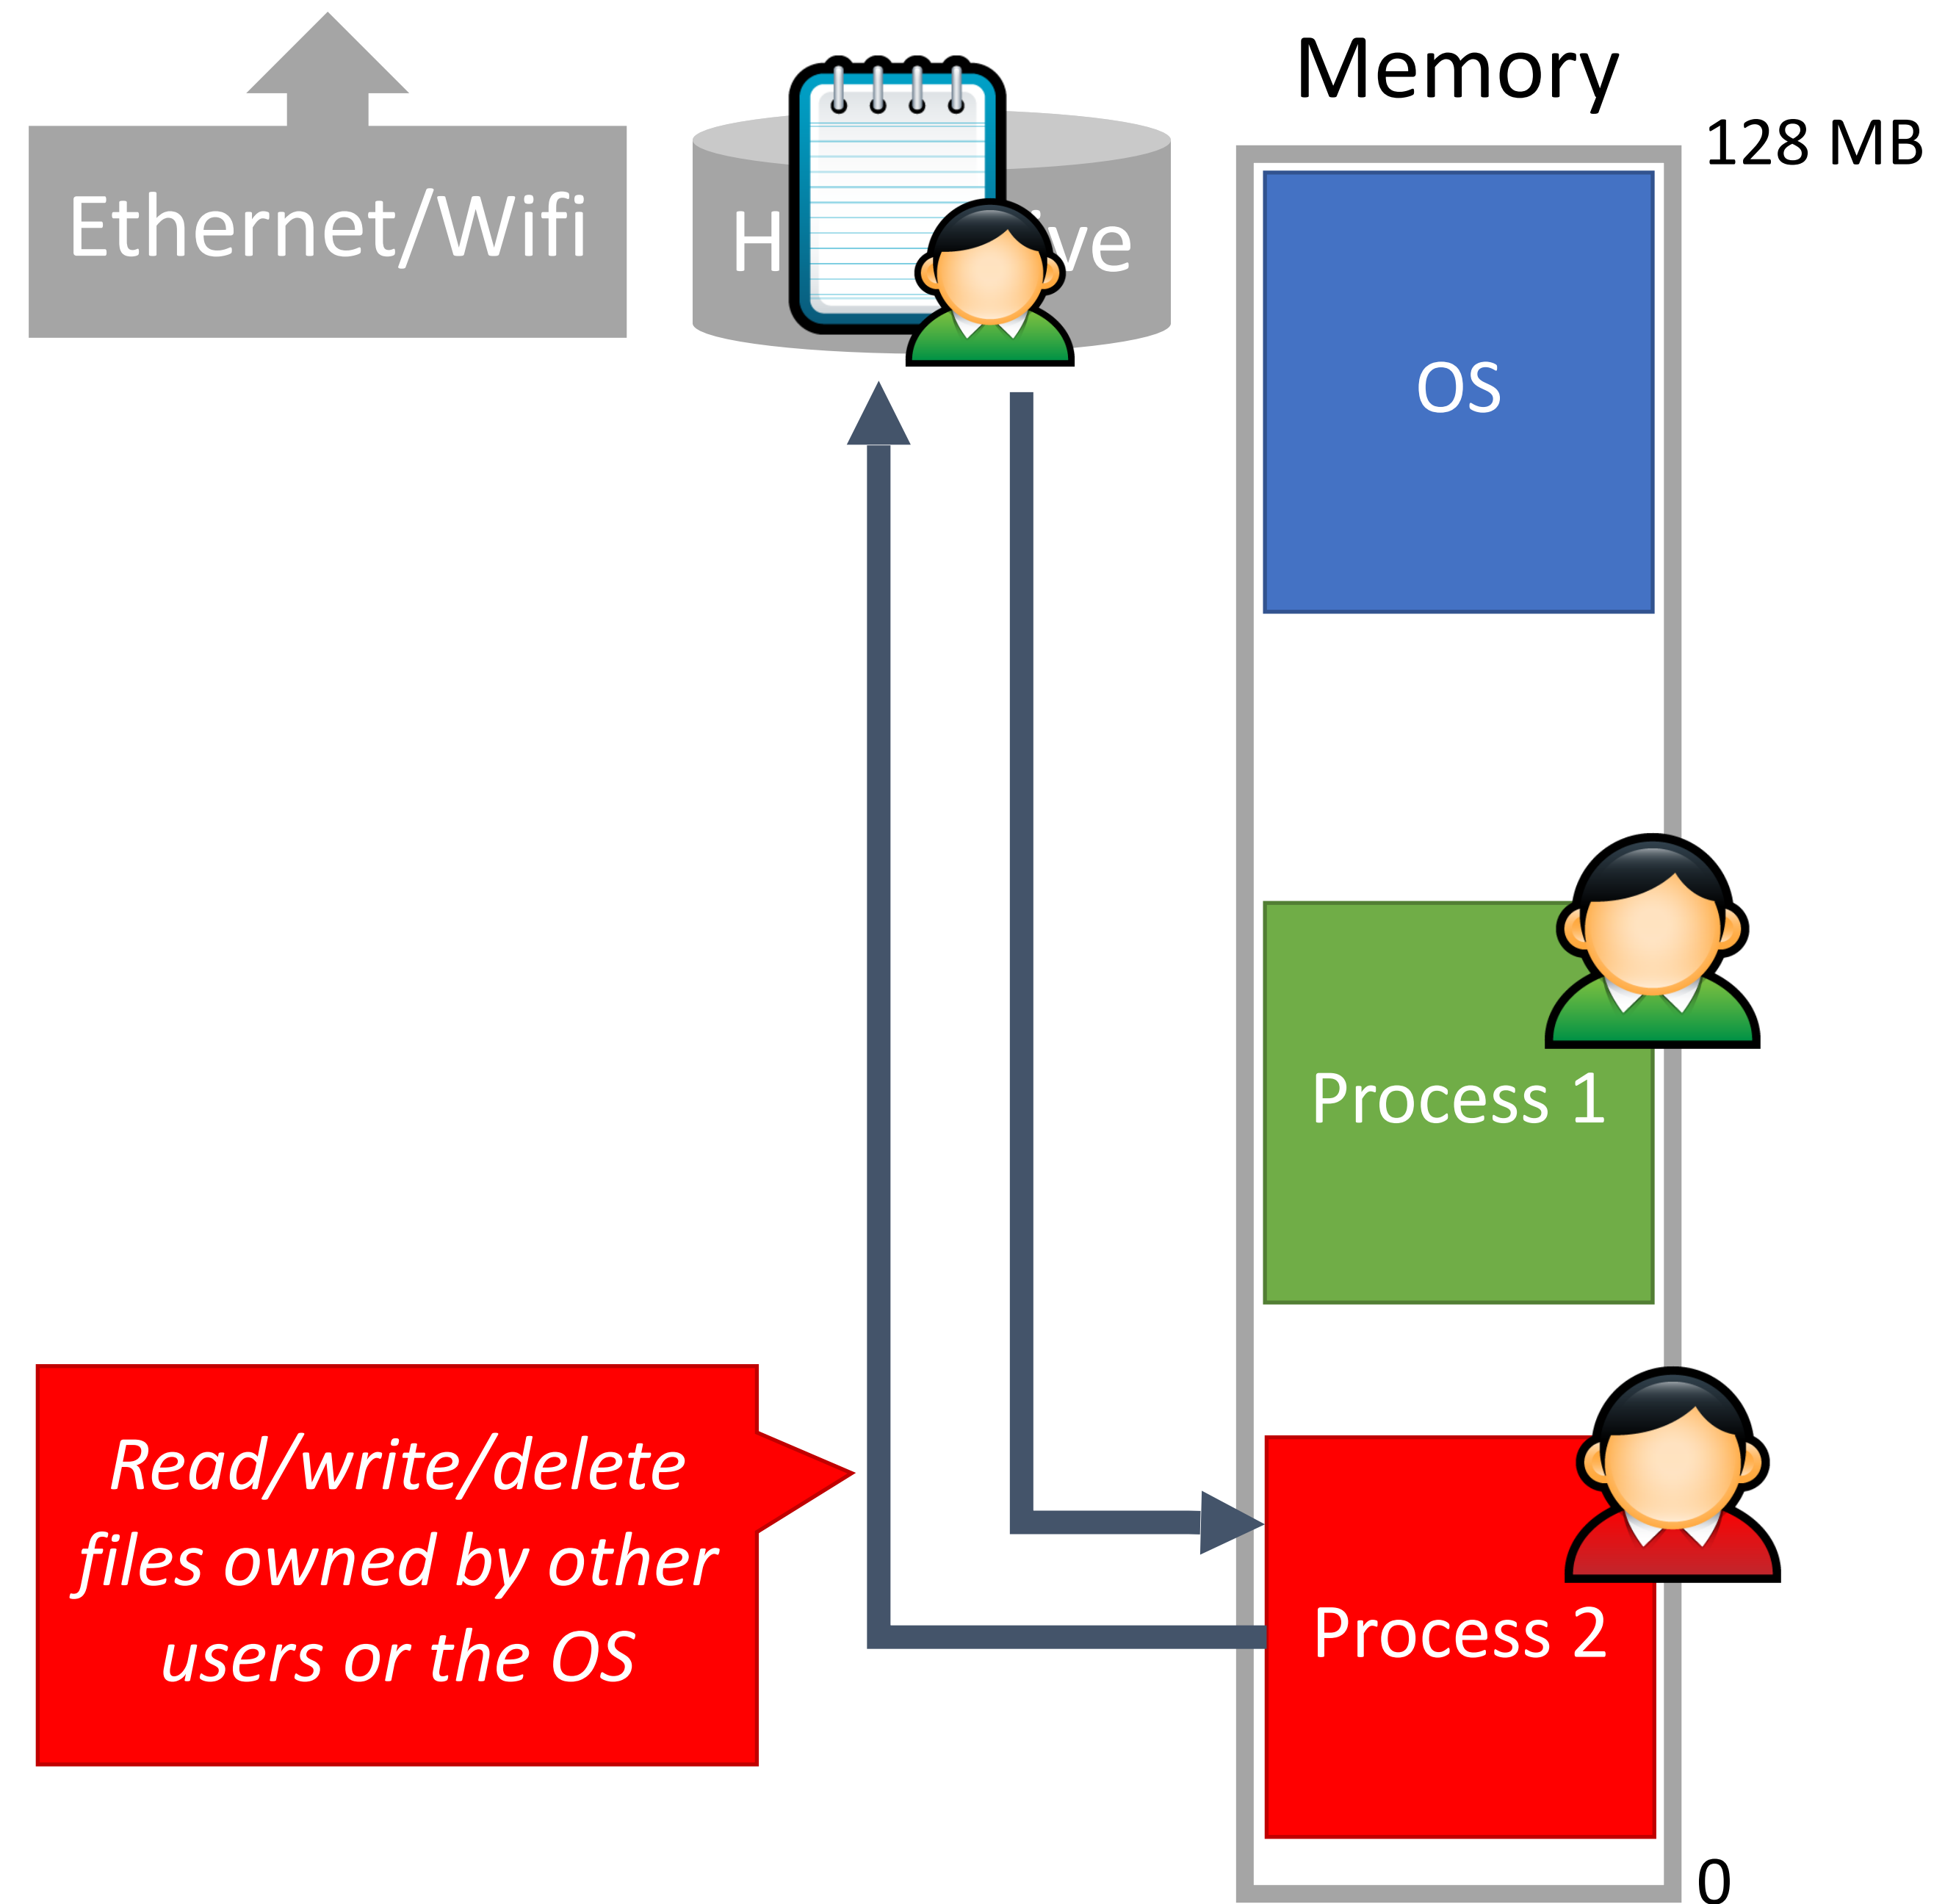 Memory
128 MB
Ethernet/Wifi
OS
Process 1
Read/write/delete
files owned by other
users or the OS
Process 2
0